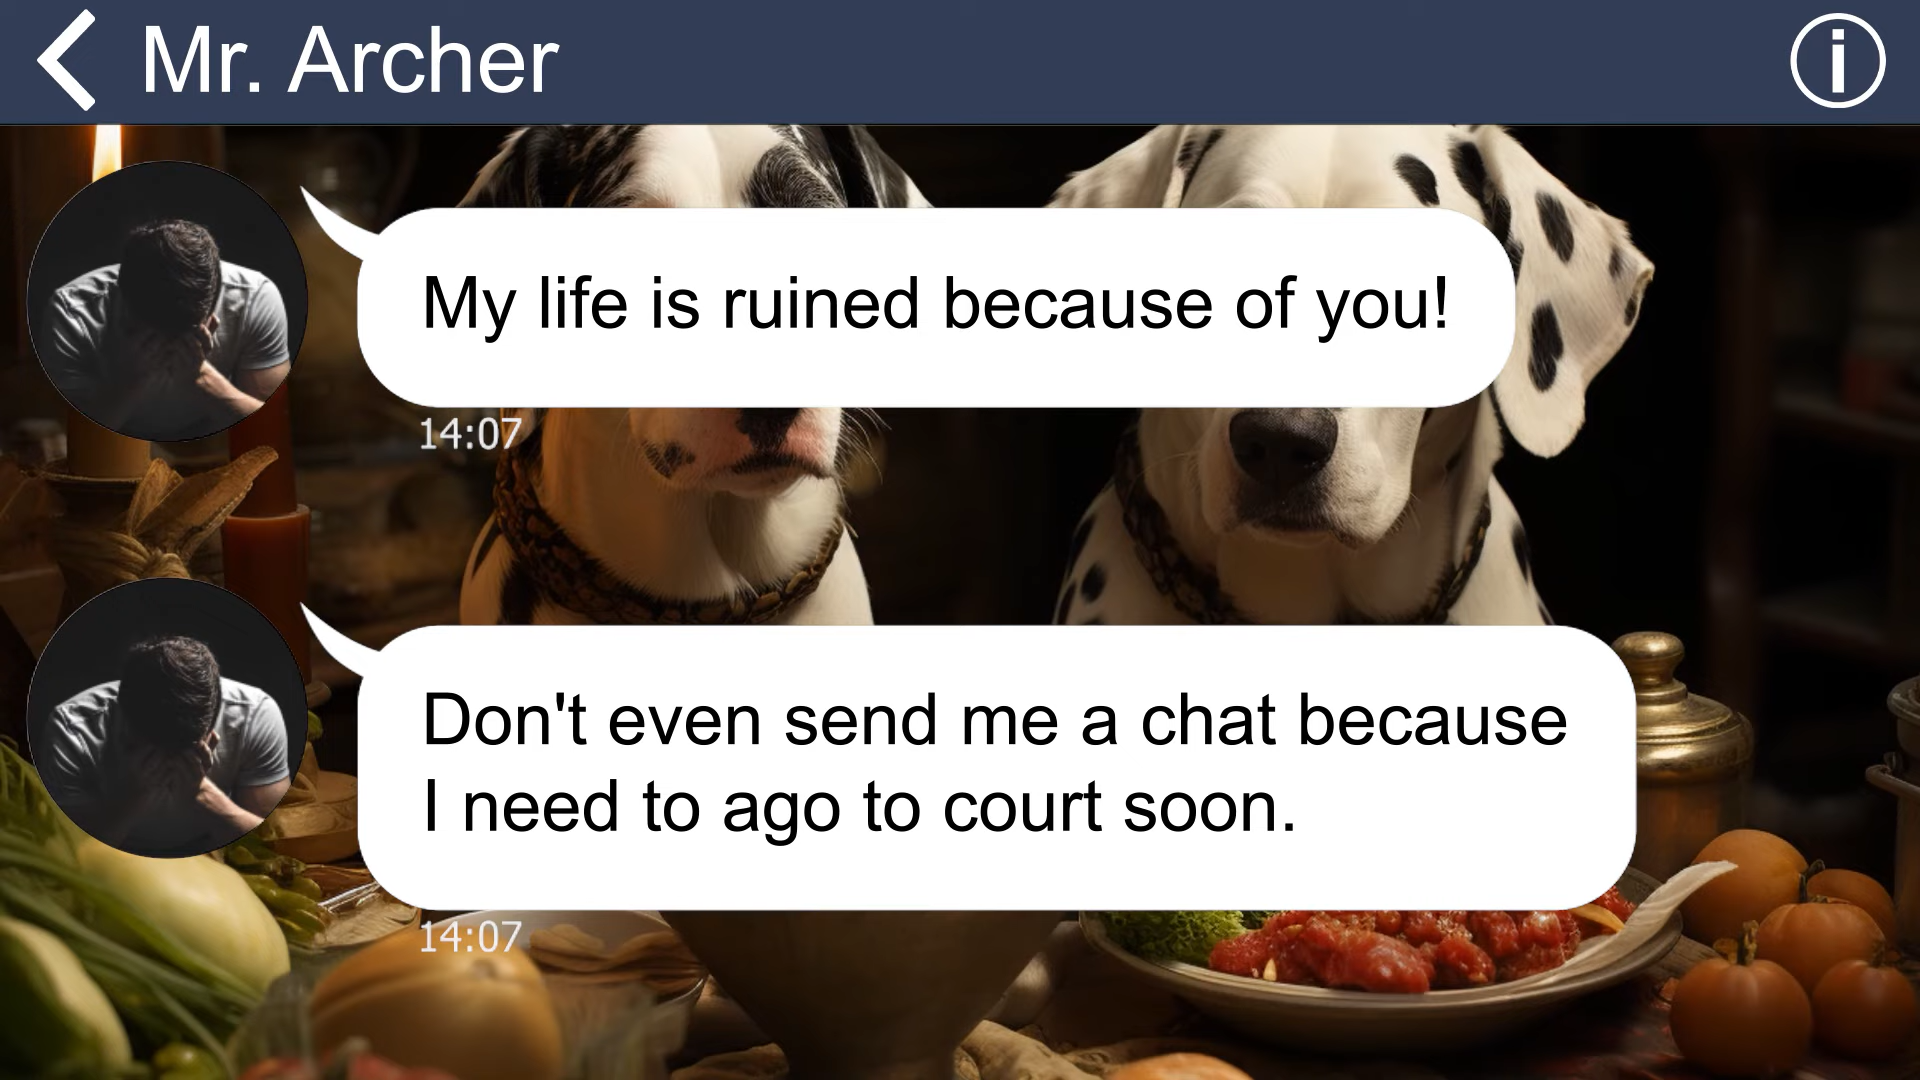 Mr. Archer
My life is ruined because of you!
14:07
Don't even send me a chat because
I need to ago to court soon.
14:07